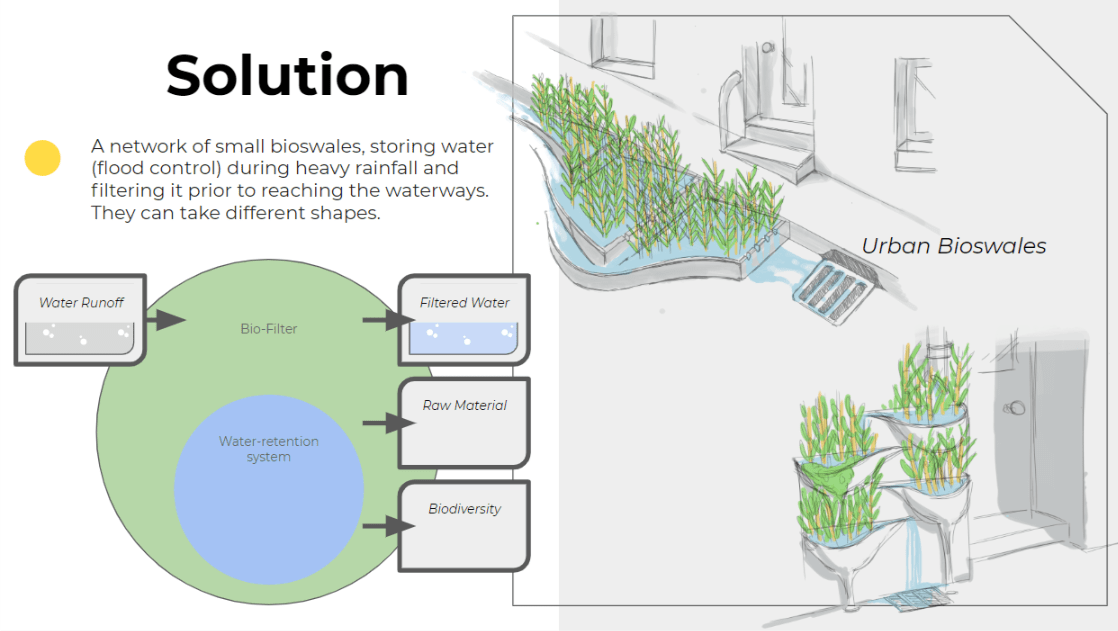 Solution
A network of small bioswales, storing water
(flood control) during heavy rainfall and
filtering it prior to reaching the waterways.
They can take different shapes.
Urban Bioswales
Water Runoff
Bio-Filter
Filtered Water
Raw Material
Water-retention
system
Biodiversity